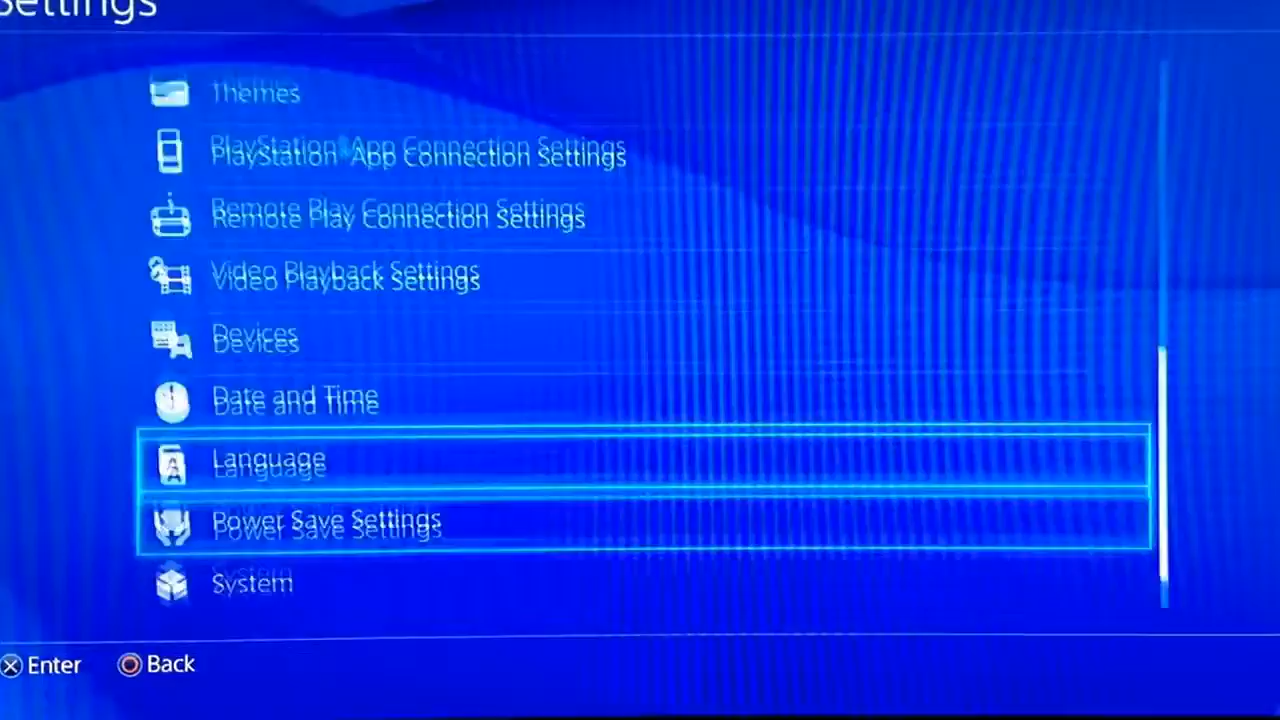 Settings
Themes
PlayStation®App Connection Settings
Remote Play Connection Settings
Video Playback Settings
Devices
Date and Time
Language
Power Save Settings
System
Enter
Back